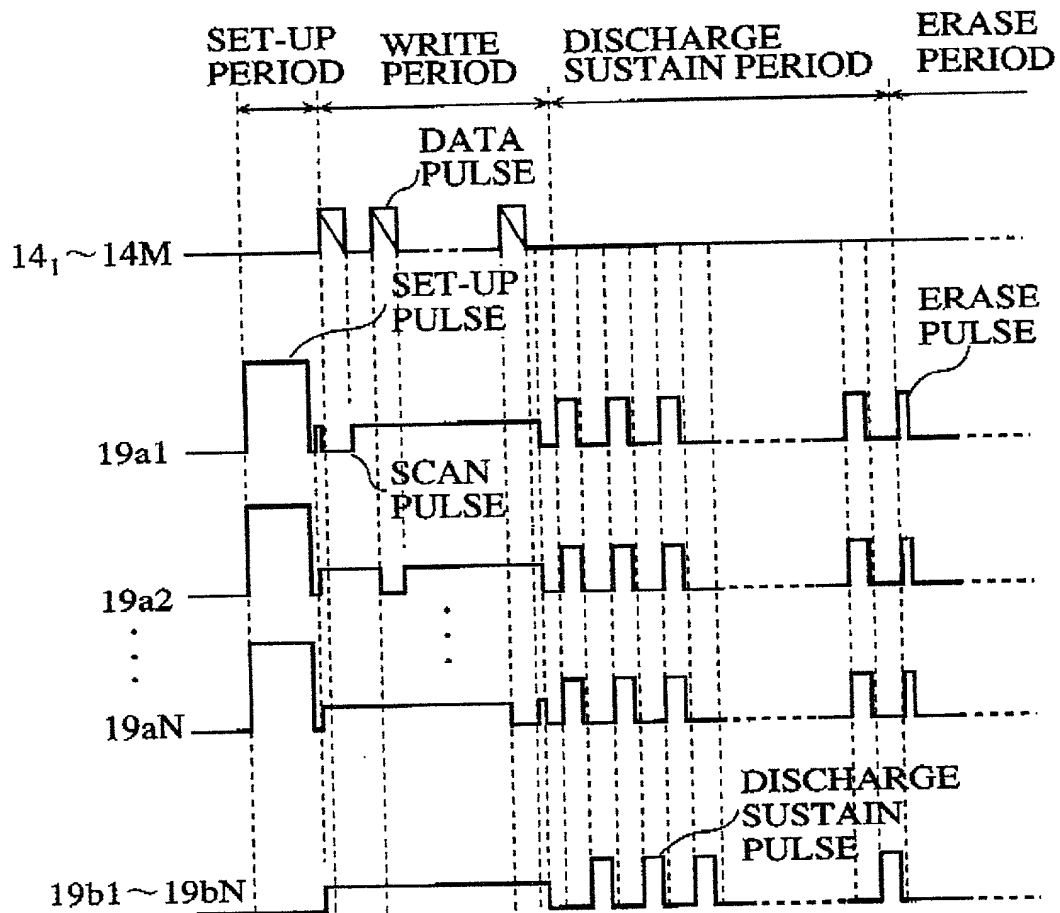 SET-UP
PERIOD
WRITE
PERIOD
DISCHARGE
SUSTAIN PERIOD
ERASE
PERIOD
DATA
PULSE
14₁～14M
SET-UP
PULSE
ERASE
PULSE
19a1
SCAN
PULSE
19a2
19aN
DISCHARGE
SUSTAIN
PULSE
19b1～19bN